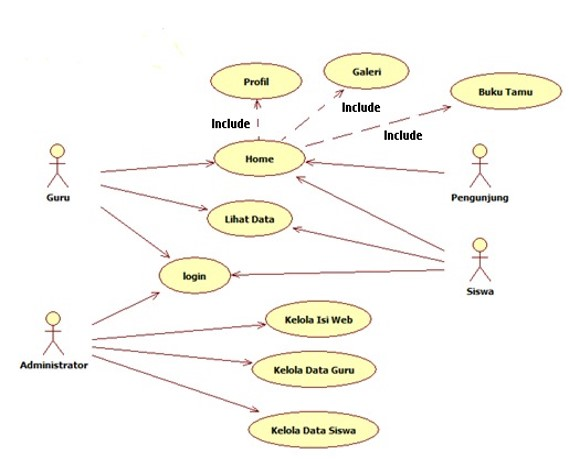 Profil
Galeri
Buku Tamu
Include
Include
Include
Home
Guru
Pengunjung
Lihat Data
login
Siswa
Kelola Isi Web
Administrator
Kelola Data Guru
Kelola Data Siswa